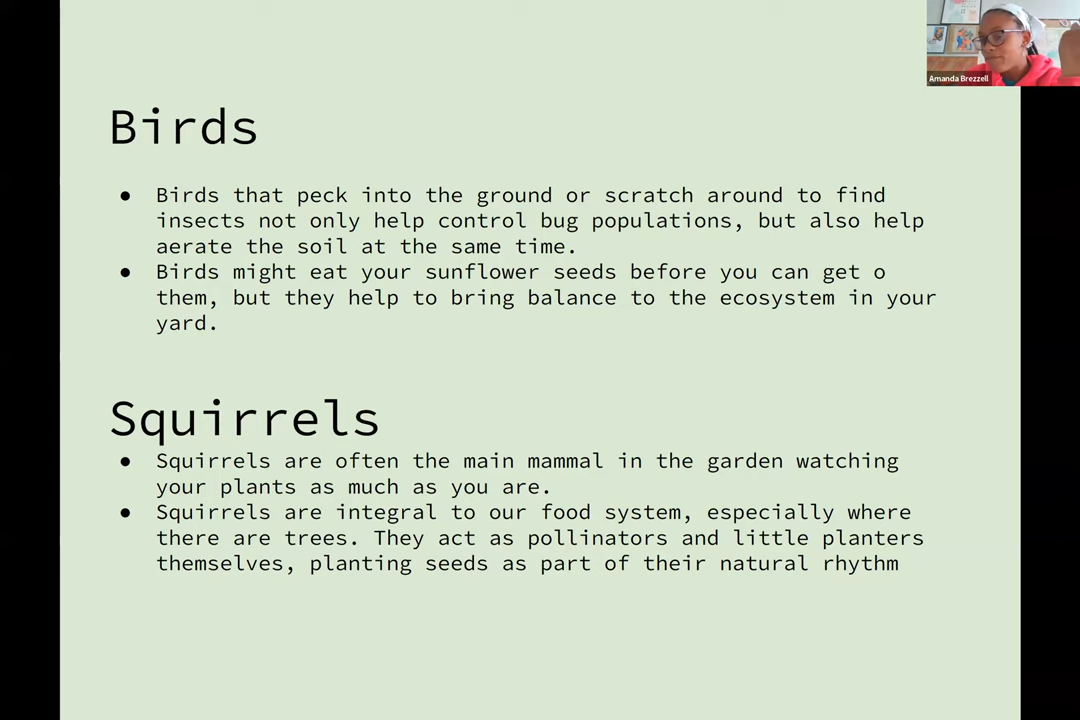 Amanda Brezzell
Birds
● Birds that peck into the ground or scratch around to find
insects not only help control bug populations, but also help
aerate the soil at the same time.
● Birds might eat your sunflower seeds before you can get o
them, but they help to bring balance to the ecosystem in your
yard.
Squirrels
● Squirrels are often the main mammal in the garden watching
your plants as much as you are.
● Squirrels are integral to our food system, especially where
there are trees. They act as pollinators and little planters
themselves, planting seeds as part of their natural rhythm